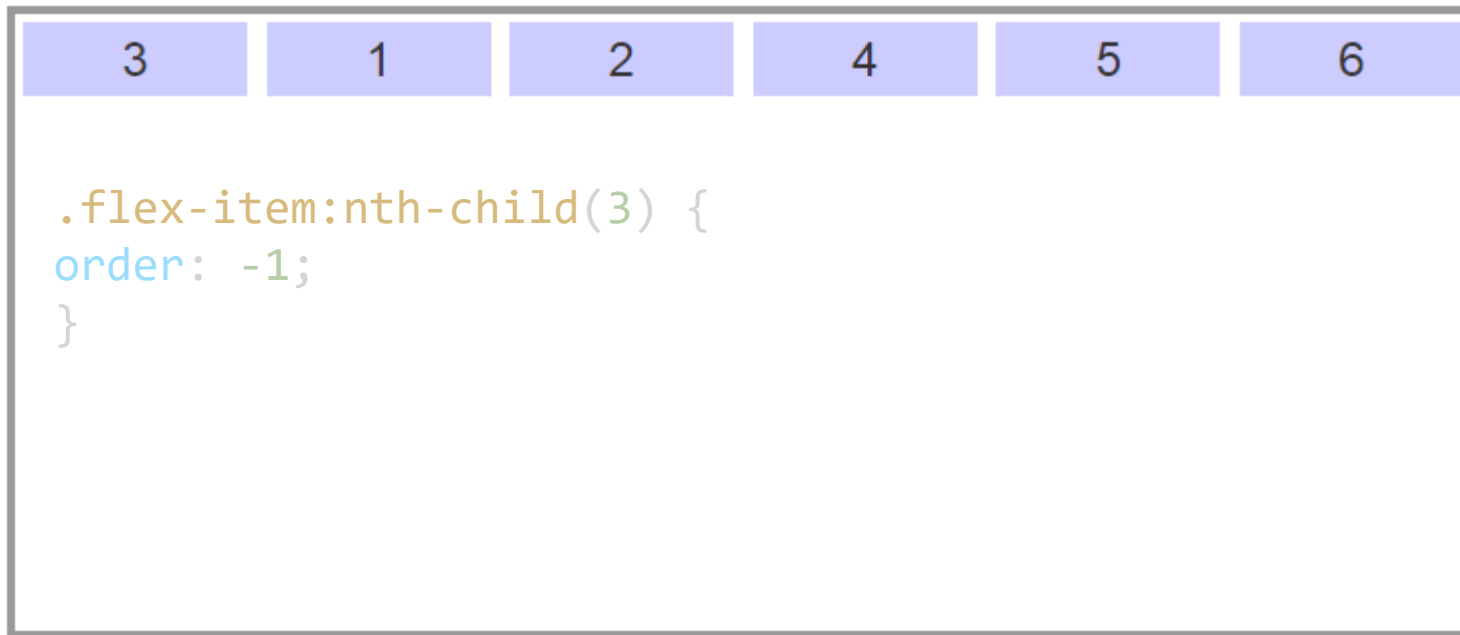 3 1 2 4 5 6
.flex-item:nth-child(3) {
order: -1;
}